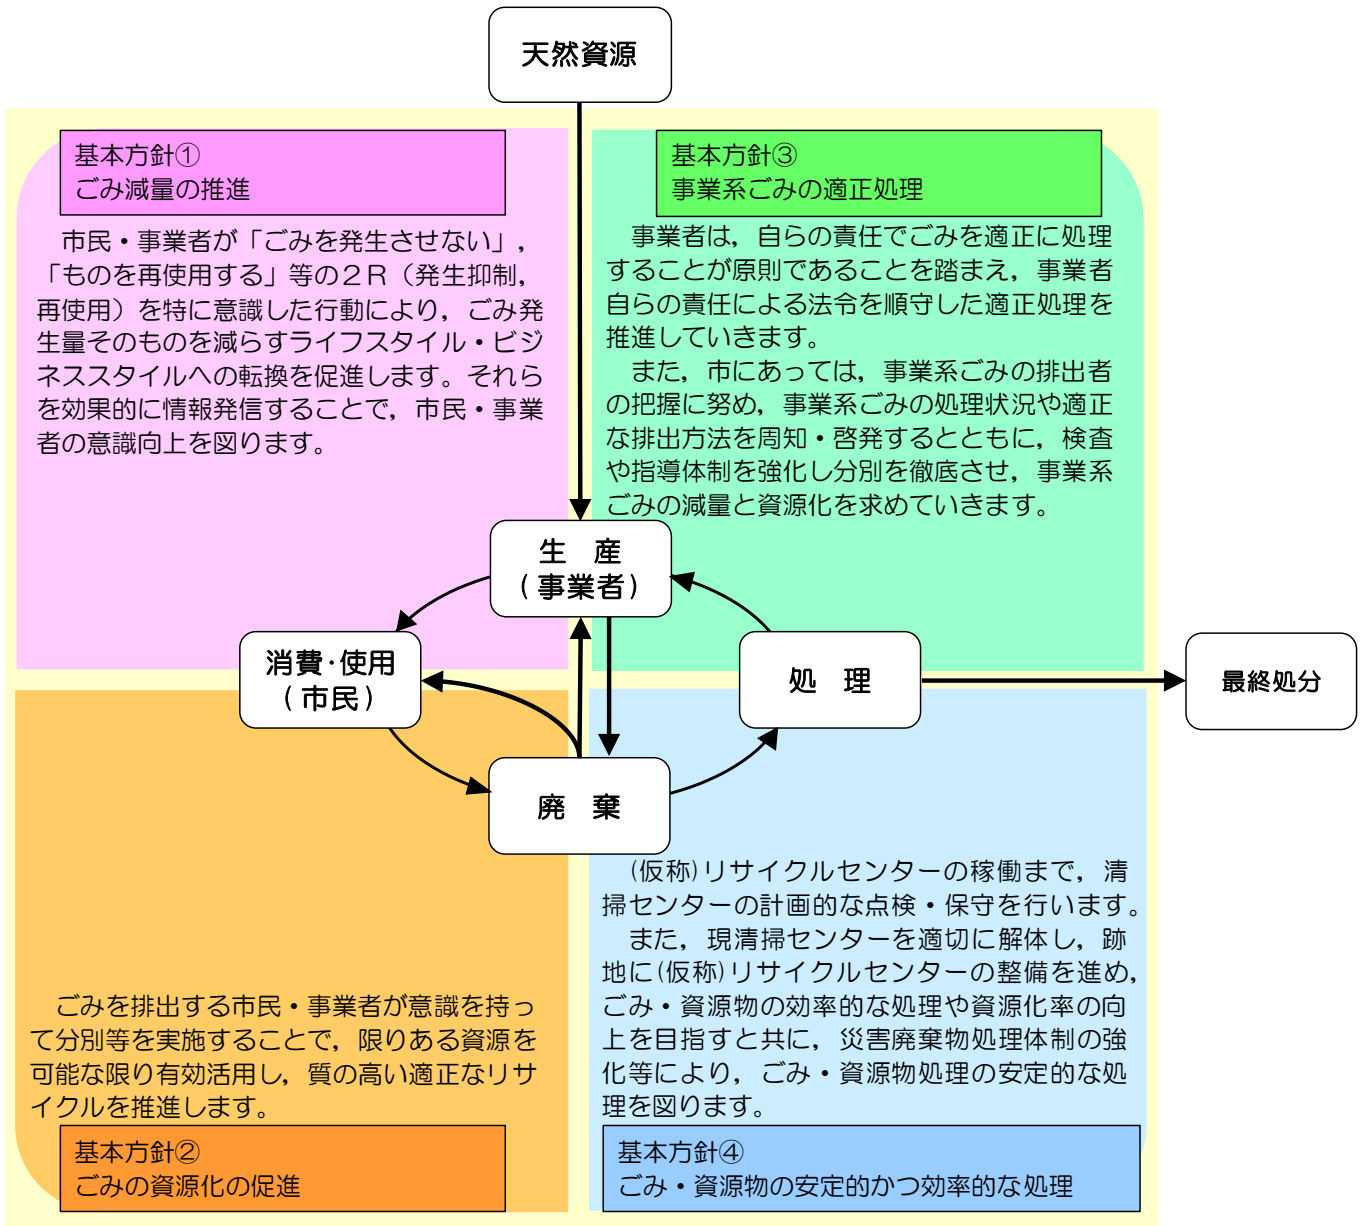 天然資源
基本方針①
ごみ減量の推進
市民・事業者が「ごみを発生させない」，
「ものを再使用する」等の２Ｒ（発生抑制，
再使用）を特に意識した行動により，ごみ発
生量そのものを減らすライフスタイル・ビジ
ネススタイルへの転換を促進します。それら
を効果的に情報発信することで，市民・事業
者の意識向上を図ります。
基本方針③
事業系ごみの適正処理
事業者は，自らの責任でごみを適正に処理
することが原則であることを踏まえ，事業者
自らの責任による法令を順守した適正処理を
推進していきます。
また，市にあっては，事業系ごみの排出者
の把握に努め，事業系ごみの処理状況や適正
な排出方法を周知・啓発するとともに，検査
や指導体制を強化し分別を徹底させ，事業系
ごみの減量と資源化を求めていきます。
生　産
(事業者)
消費・使用
(市民)
処　理
最終処分
廃　棄
ごみを排出する市民・事業者が意識を持っ
て分別等を実施することで，限りある資源を
可能な限り有効活用し，質の高い適正なリサ
イクルを推進します。
基本方針②
ごみの資源化の促進
(仮称)リサイクルセンターの稼働まで，清
掃センターの計画的な点検・保守を行います。
また，現清掃センターを適切に解体し，跡
地に(仮称)リサイクルセンターの整備を進め，
ごみ・資源物の効率的な処理や資源化率の向
上を目指すと共に，災害廃棄物処理体制の強
化等により，ごみ・資源物処理の安定的な処
理を図ります。
基本方針④
ごみ・資源物の安定的かつ効率的な処理